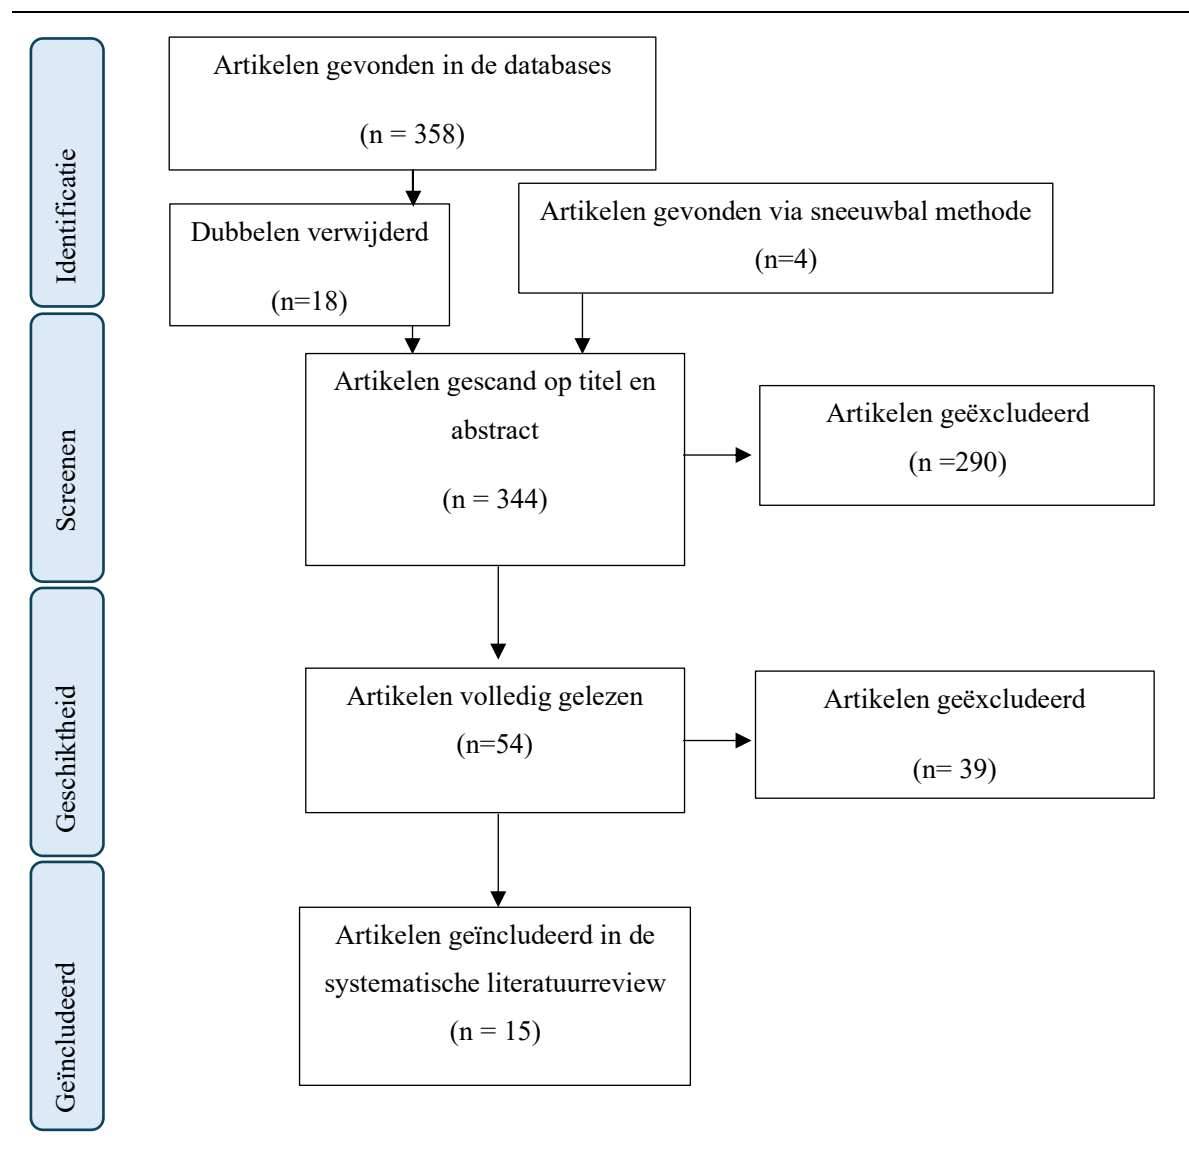 Identificatie
Artikelen gevonden in de databases
(n = 358)
Dubbelen verwijderd
(n=18)
Artikelen gevonden via sneeuwbal methode
(n=4)
Screenen
Artikelen gescand op titel en
abstract
(n = 344)
Artikelen geëxcludeerd
(n =290)
Geschiktheid
Artikelen volledig gelezen
(n=54)
Artikelen geëxcludeerd
(n= 39)
Geïncludeerd
Artikelen geïncludeerd in de
systematische literatuurreview
(n = 15)